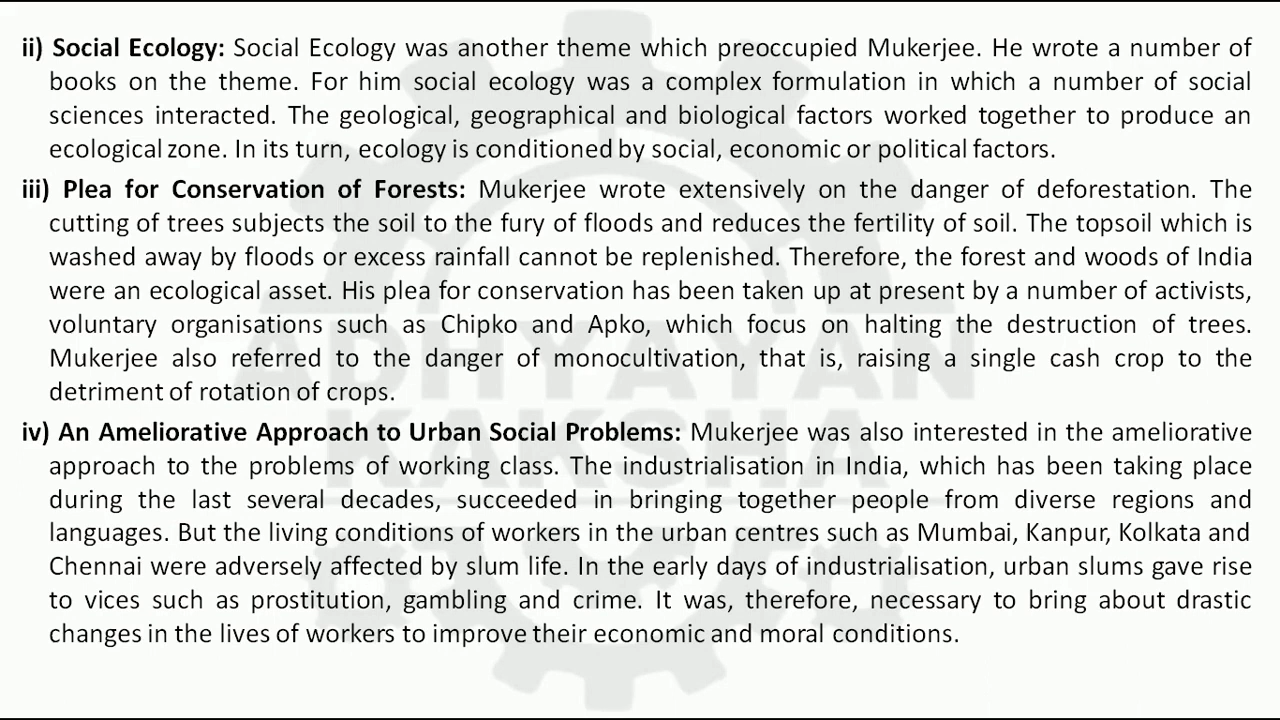 ii) Social Ecology: Social Ecology was another theme which preoccupied Mukerjee. He wrote a number of
books on the theme. For him social ecology was a complex formulation in which a number of social
sciences interacted. The geological, geographical and biological factors worked together to produce an
ecological zone. In its turn, ecology is conditioned by social, economic or political factors.
iii) Plea for Conservation of Forests: Mukerjee wrote extensively on the danger of deforestation. The
cutting of trees subjects the soil to the fury of floods and reduces the fertility of soil. The topsoil which is
washed away by floods or excess rainfall cannot be replenished. Therefore, the forest and woods of India
were an ecological asset. His plea for conservation has been taken up at present by a number of activists,
voluntary organisations such as Chipko and Apko, which focus on halting the destruction of trees.
Mukerjee also referred to the danger of monocultivation, that is, raising a single cash crop to the
detriment of rotation of crops.
iv) An Ameliorative Approach to Urban Social Problems: Mukerjee was also interested in the ameliorative
approach to the problems of working class. The industrialisation in India, which has been taking place
during the last several decades, succeeded in bringing together people from diverse regions and
languages. But the living conditions of workers in the urban centres such as Mumbai, Kanpur, Kolkata and
Chennai were adversely affected by slum life. In the early days of industrialisation, urban slums gave rise
to vices such as prostitution, gambling and crime. It was, therefore, necessary to bring about drastic
changes in the lives of workers to improve their economic and moral conditions.
ADHYAYAN
KAKSHA